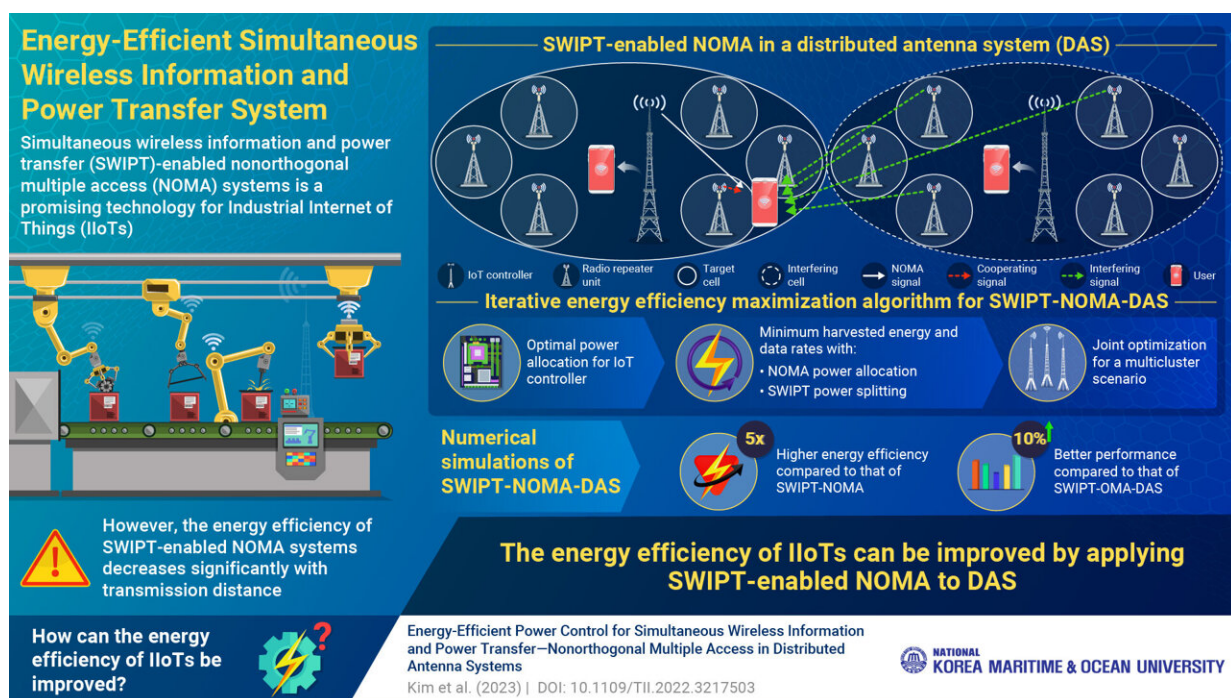 Energy-Efficient Simultaneous
Wireless Information and
Power Transfer System
Simultaneous wireless information and power
transfer (SWIPT)-enabled nonorthogonal
multiple access (NOMA) systems is a
promising technology for Industrial Internet of
Things (IIoTs)
However, the energy efficiency of
SWIPT-enabled NOMA systems
decreases significantly with
transmission distance
How can the energy
efficiency of IIoTs be
improved?
?
SWIPT-enabled NOMA in a distributed antenna system (DAS)
IoT controller
Radio repeater
unit
Target
cell
Interfering
cell
NOMA
signal
Cooperating
signal
Interfering
signal
User
Iterative energy efficiency maximization algorithm for SWIPT-NOMA-DAS
Optimal power
allocation for IoT
controller
Minimum harvested energy and
data rates with:
• NOMA power allocation
• SWIPT power splitting
Joint optimization
for a multicluster
scenario
Numerical
simulations of
SWIPT-NOMA-DAS
5x
Higher energy efficiency
compared to that of
SWIPT-NOMA
10%
Better performance
compared to that of
SWIPT-OMA-DAS
The energy efficiency of IIoTs can be improved by applying
SWIPT-enabled NOMA to DAS
Energy-Efficient Power Control for Simultaneous Wireless Information
and Power Transfer—Nonorthogonal Multiple Access in Distributed
Antenna Systems
Kim et al. (2023) | DOI: 10.1109/TII.2022.3217503
NATIONAL
KOREA MARITIME & OCEAN UNIVERSITY